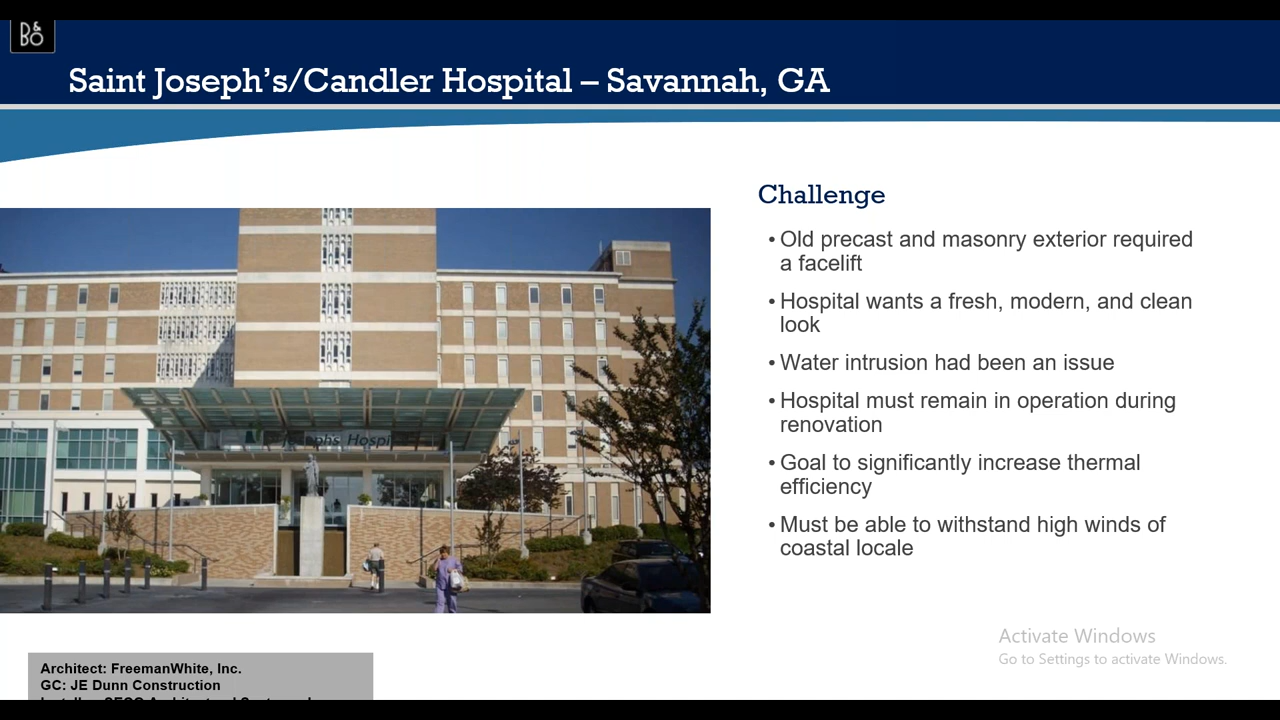 B&
BO
Saint Joseph's/Candler Hospital – Savannah, GA
Challenge
• Old precast and masonry exterior required
a facelift
• Hospital wants a fresh, modern, and clean
look
• Water intrusion had been an issue
• Hospital must remain in operation during
renovation
• Goal to significantly increase thermal
efficiency
• Must be able to withstand high winds of
coastal locale
Activate Windows
Go to Settings to activate Windows.
Architect: FreemanWhite, Inc.
GC: JE Dunn Construction